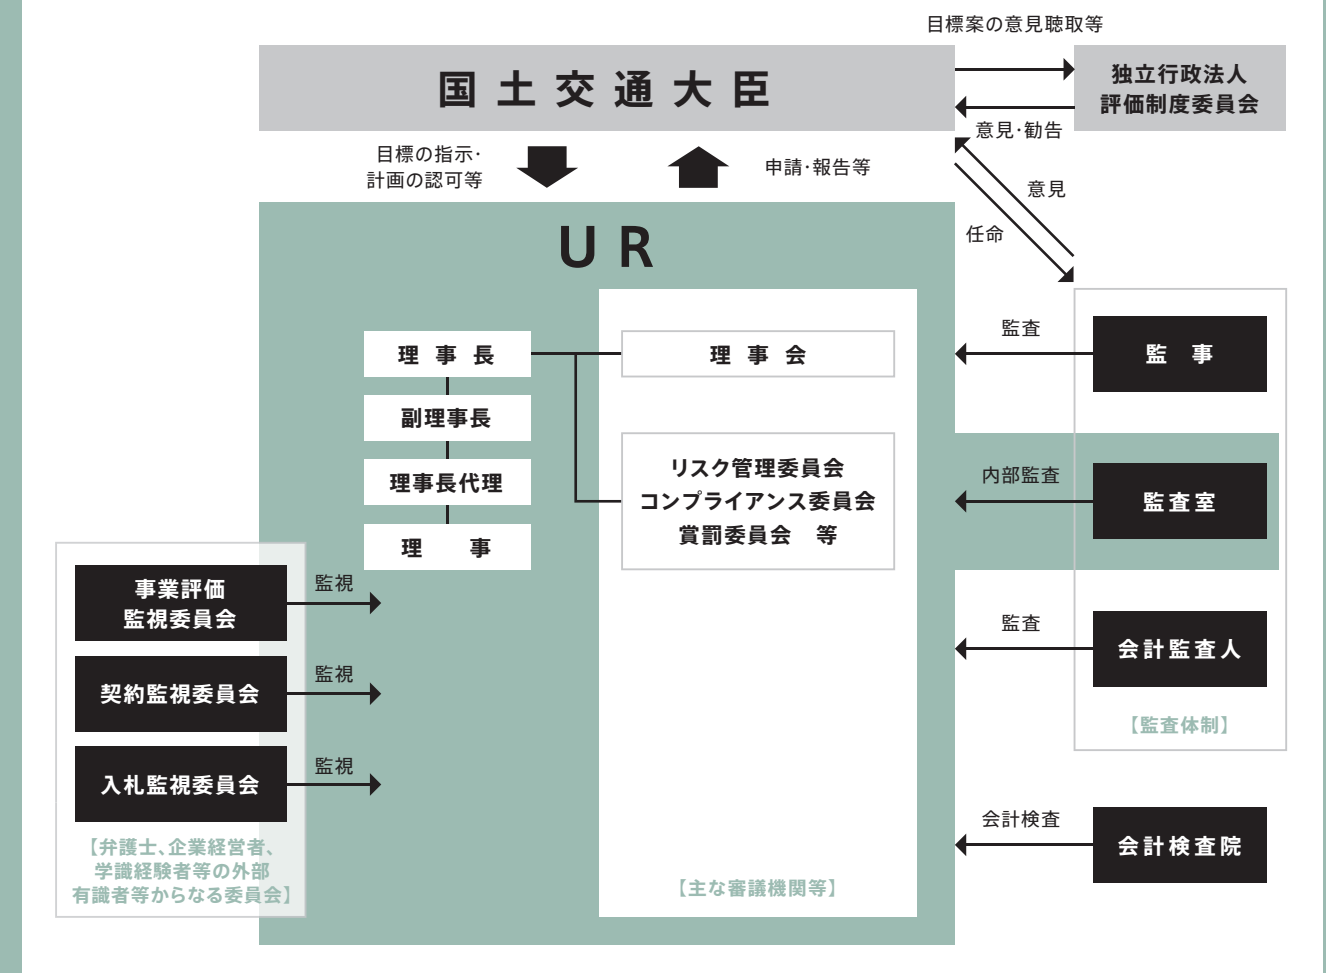 目標案の意見聴取等
国土交通大臣
独立行政法人
評価制度委員会
意見･勧告
目標の指示･
計画の認可等
申請･報告等
意見
任命
UR
理事長
副理事長
理事長代理
理　事
理事会
リスク管理委員会
コンプライアンス委員会
賞罰委員会　等
【主な審議機関等】
事業評価
監視委員会
監視
契約監視委員会
監視
入札監視委員会
監視
【弁護士、企業経営者、
学識経験者等の外部
有識者等からなる委員会】
監査
監　事
内部監査
監査室
監査
会計監査人
【監査体制】
会計検査
会計検査院